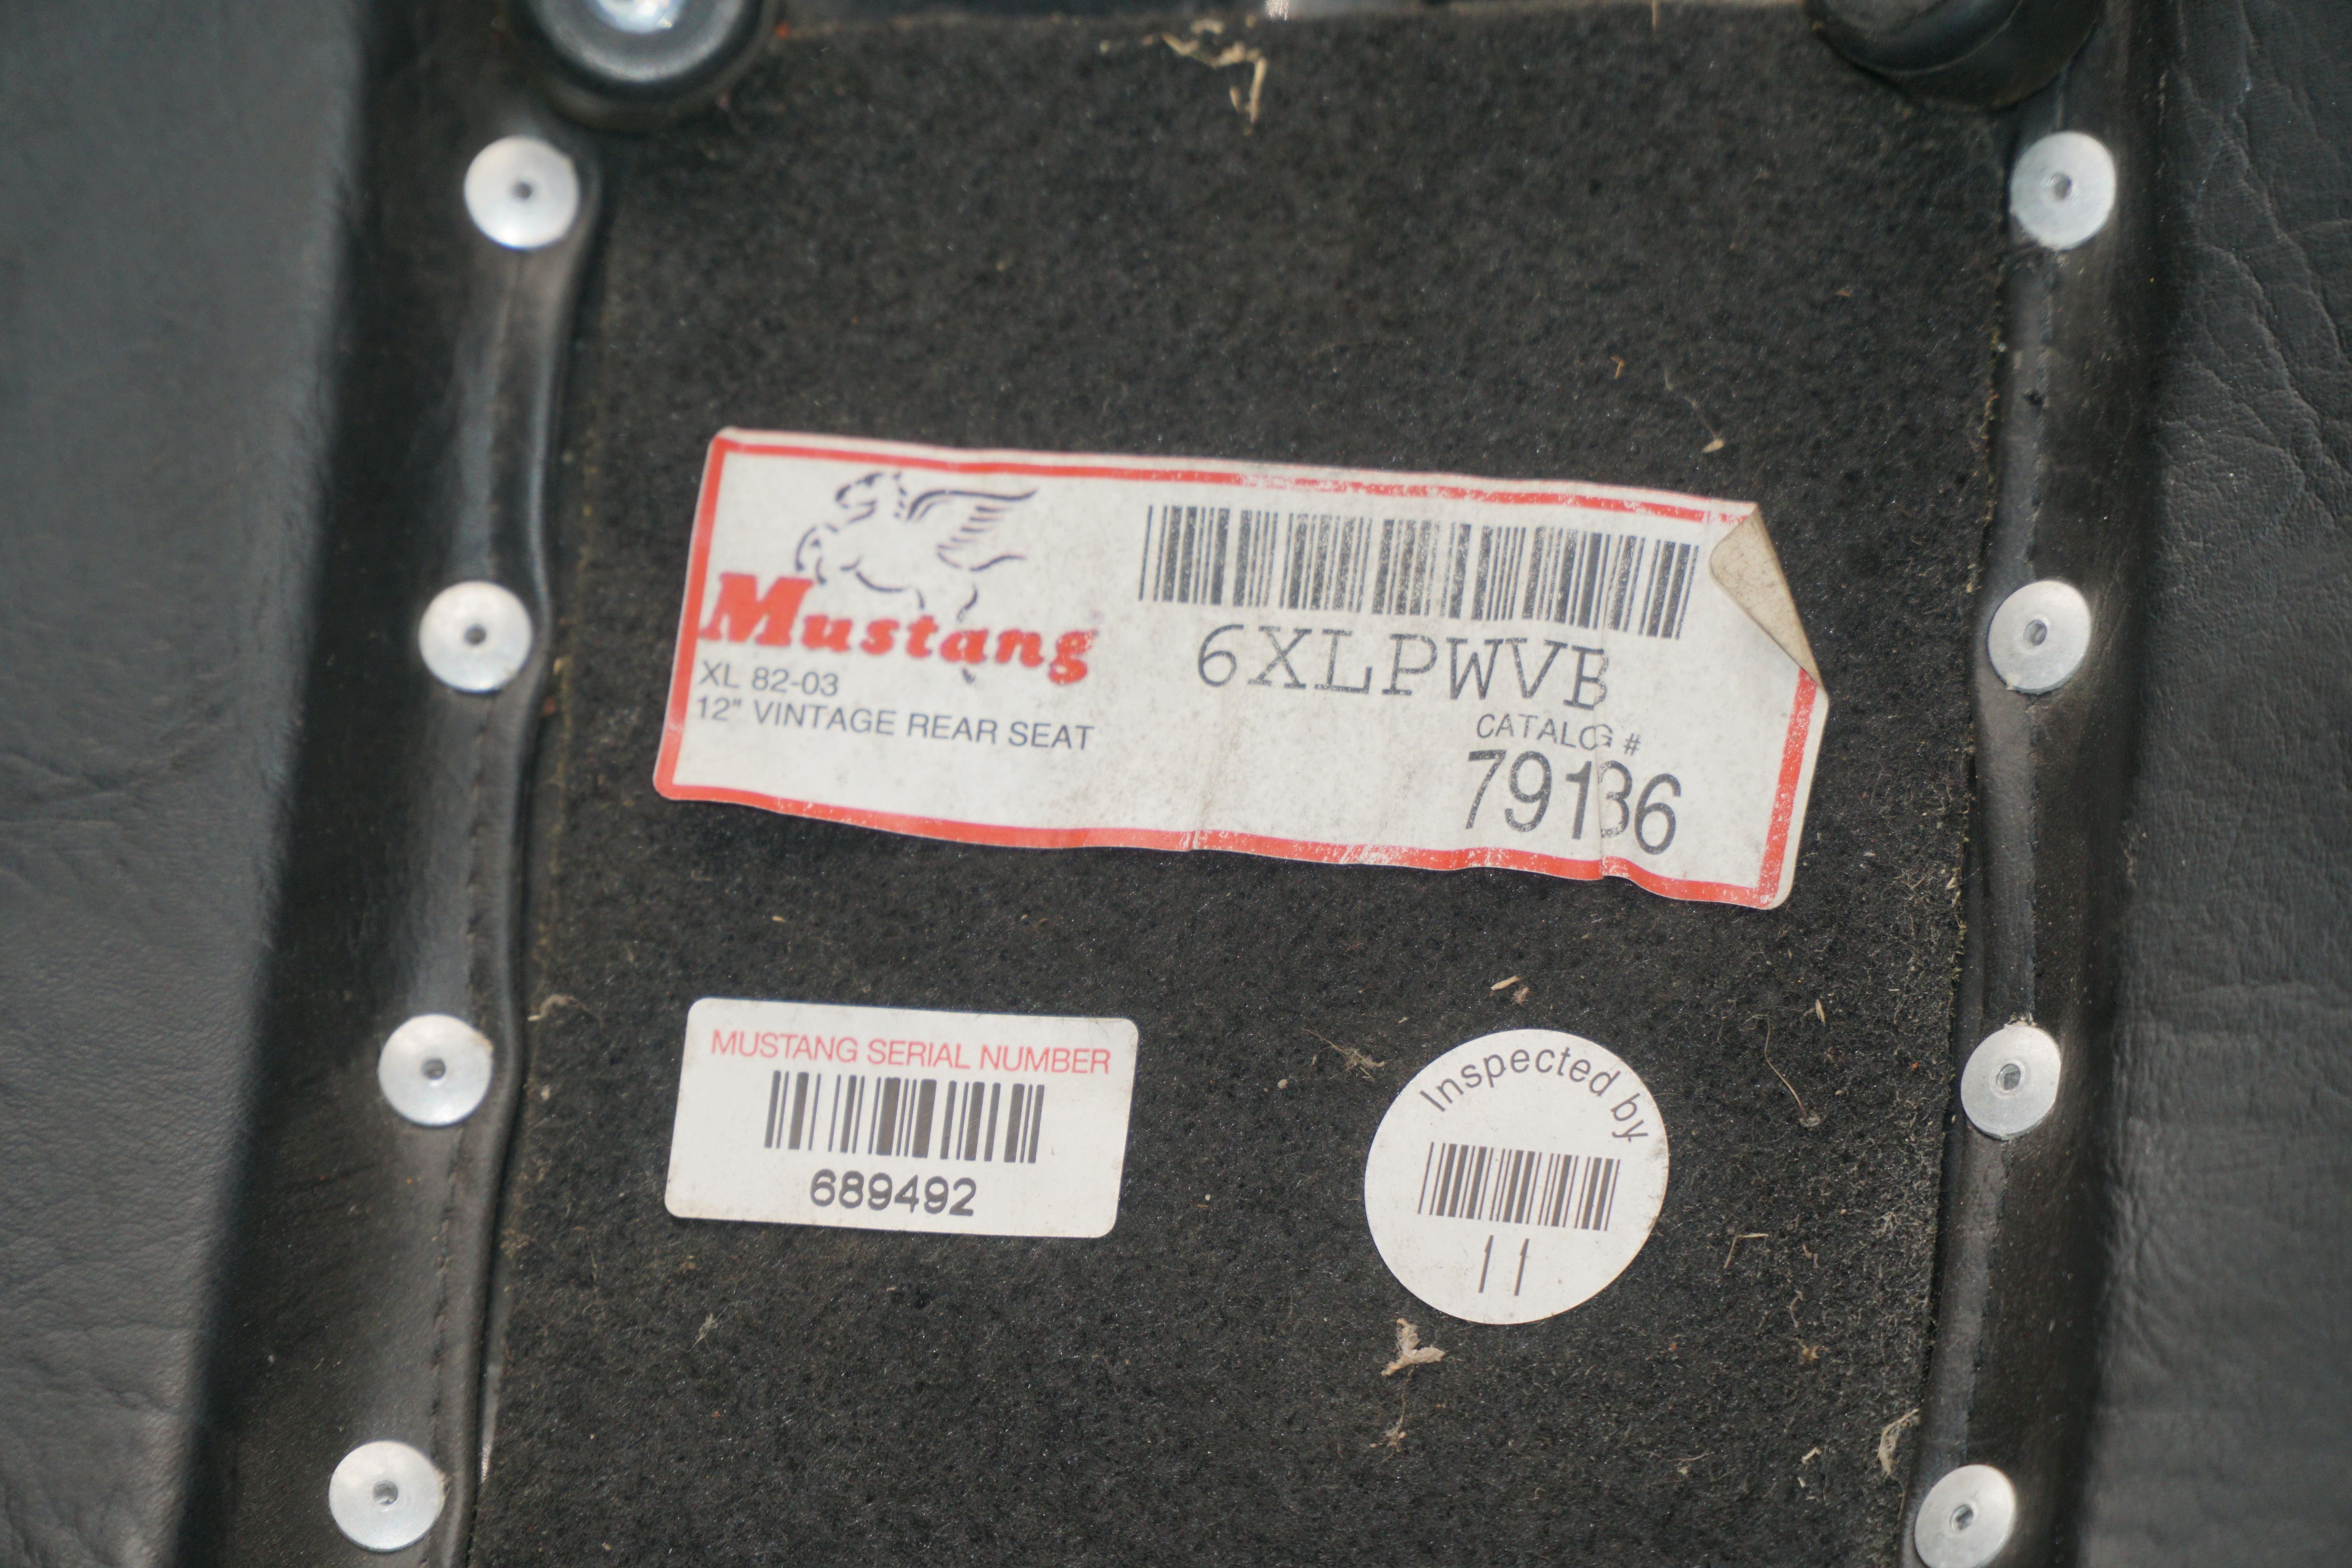 Mustang
XL 82-03
12" VINTAGE REAR SEAT
6XLPWVB
CATALOG #
79136
MUSTANG SERIAL NUMBER
689492
Inspected by
11